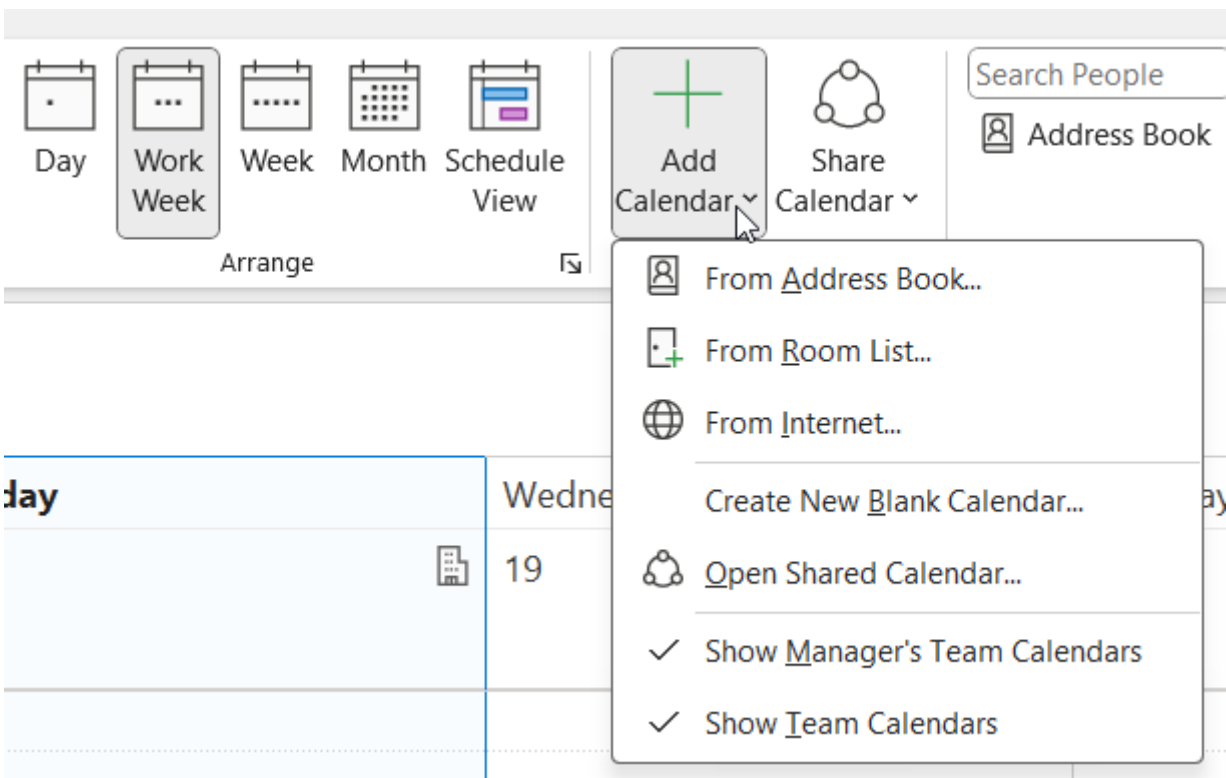 Day
Work
Week
Week
Month
Schedule
View
Arrange
Add
Calendar
Share
Calendar
Search People
Address Book
From Address Book...
From Room List...
From Internet...
Create New Blank Calendar...
Open Shared Calendar...
Show Manager's Team Calendars
Show Team Calendars
day
Wedne
19